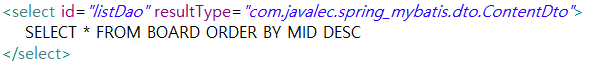 <select id="listDao" resultType="com.javalec.spring_mybatis.dto.ContentDto">
SELECT * FROM BOARD ORDER BY MID DESC
</select>